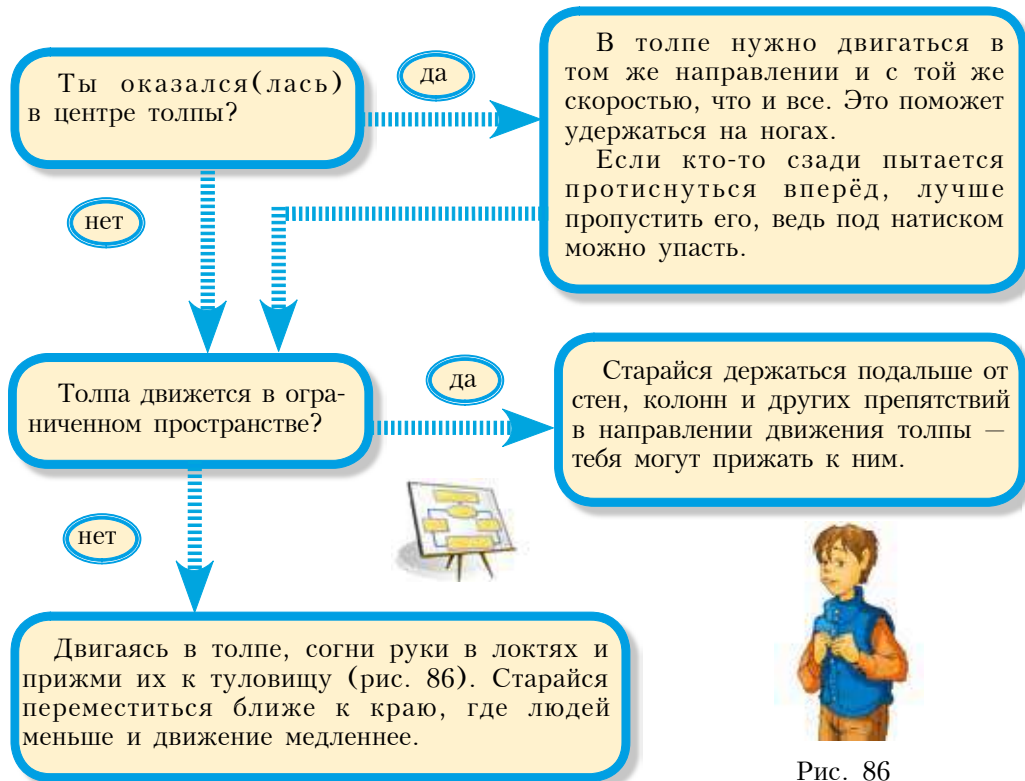 Ты оказался(лась)
в центре толпы?
да
В толпе нужно двигаться в
том же направлении и с той же
скоростью, что и все. Это поможет
удержаться на ногах.
Если кто-то сзади пытается
протиснуться вперёд, лучше
пропустить его, ведь под натиском
можно упасть.
нет
Толпа движется в огра-
ниченном пространстве?
да
Старайся держаться подальше от
стен, колонн и других препятствий
в направлении движения толпы —
тебя могут прижать к ним.
нет
Двигаясь в толпе, согни руки в локтях и
прижми их к туловищу (рис. 86). Старайся
переместиться ближе к краю, где людей
меньше и движение медленнее.
Рис. 86